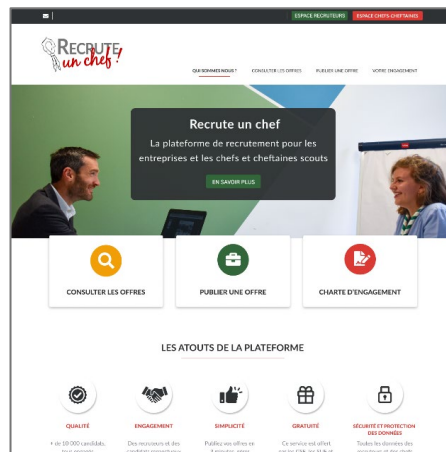 ESPACE RECRUTEURS ESPACE CHEFS-CHEFTAINES
RECRUTE
un chef !
QUI SOMMES NOUS ? CONSULTER LES OFFRES PUBLIER UNE OFFRE VOTRE ENGAGEMENT
Recrute un chef
La plateforme de recrutement pour les
entreprises et les chefs et cheftaines scouts
EN SAVOIR PLUS
CONSULTER LES OFFRES PUBLIER UNE OFFRE CHARTE D'ENGAGEMENT
LES ATOUTS DE LA PLATEFORME
QUALITÉ ENGAGEMENT SIMPLICITÉ GRATUITÉ SÉCURITÉ ET PROTECTION
DES DONNÉES
+ de 10 000 candidats, Des recruteurs et des Publiez vos offres en Ce service est offert Toutes les données des